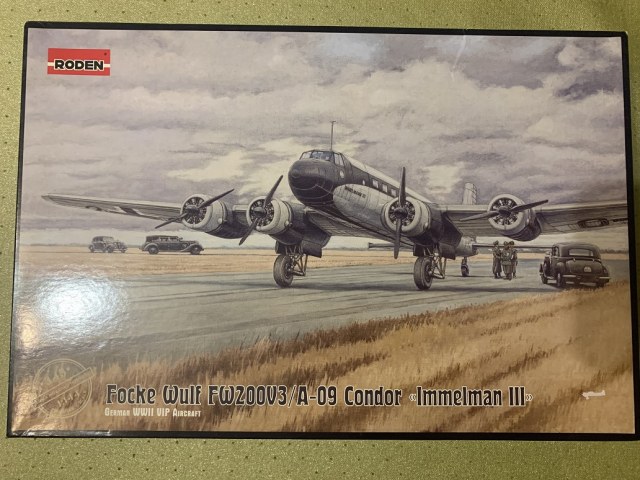 RODEN
Focke Wulf FW200V3/A-09 Condor «Immelman III»
German WWII VIP Aircraft